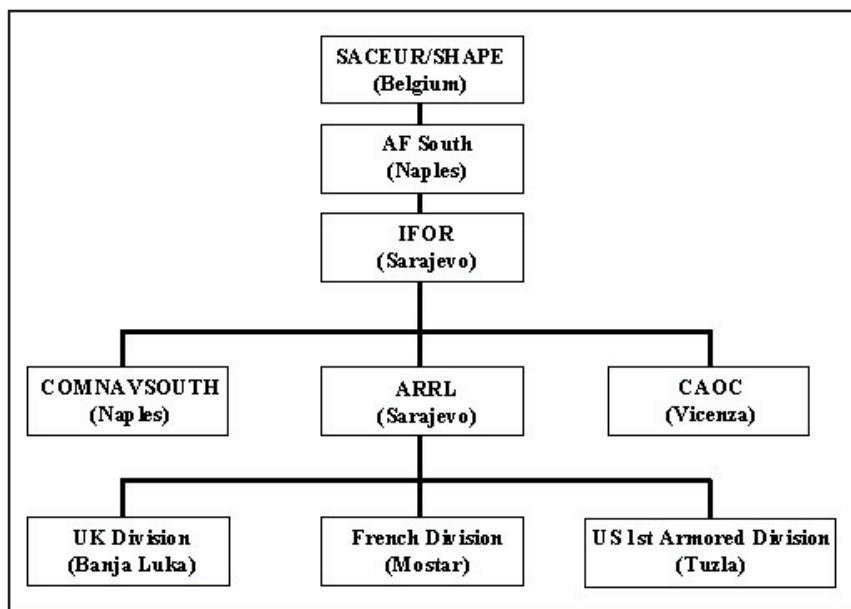 SACEUR/SHAPE
(Belgium)
AF South
(Naples)
IFOR
(Sarajevo)
COMNAVSOUTH
(Naples)
ARRL
(Sarajevo)
CAOC
(Vicenza)
UK Division
(Banja Luka)
French Division
(Mostar)
US 1st Armored Division
(Tuzla)